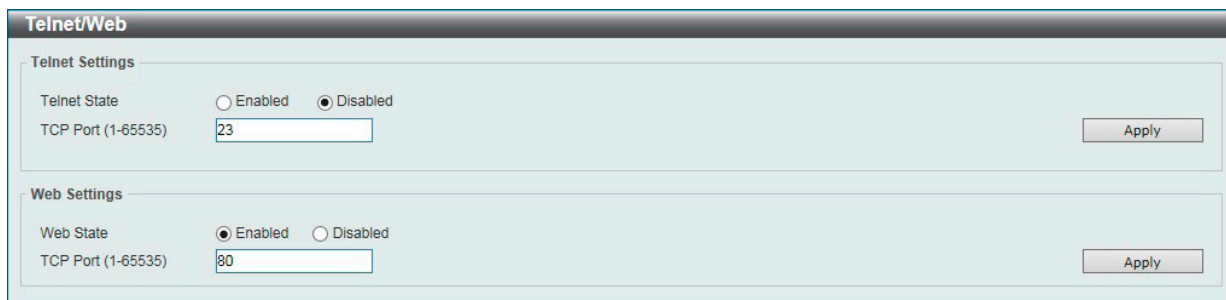 Telnet/Web
Telnet Settings
Telnet State Enabled Disabled
TCP Port (1-65535) 23 Apply
Web Settings
Web State Enabled Disabled
TCP Port (1-65535) 80 Apply